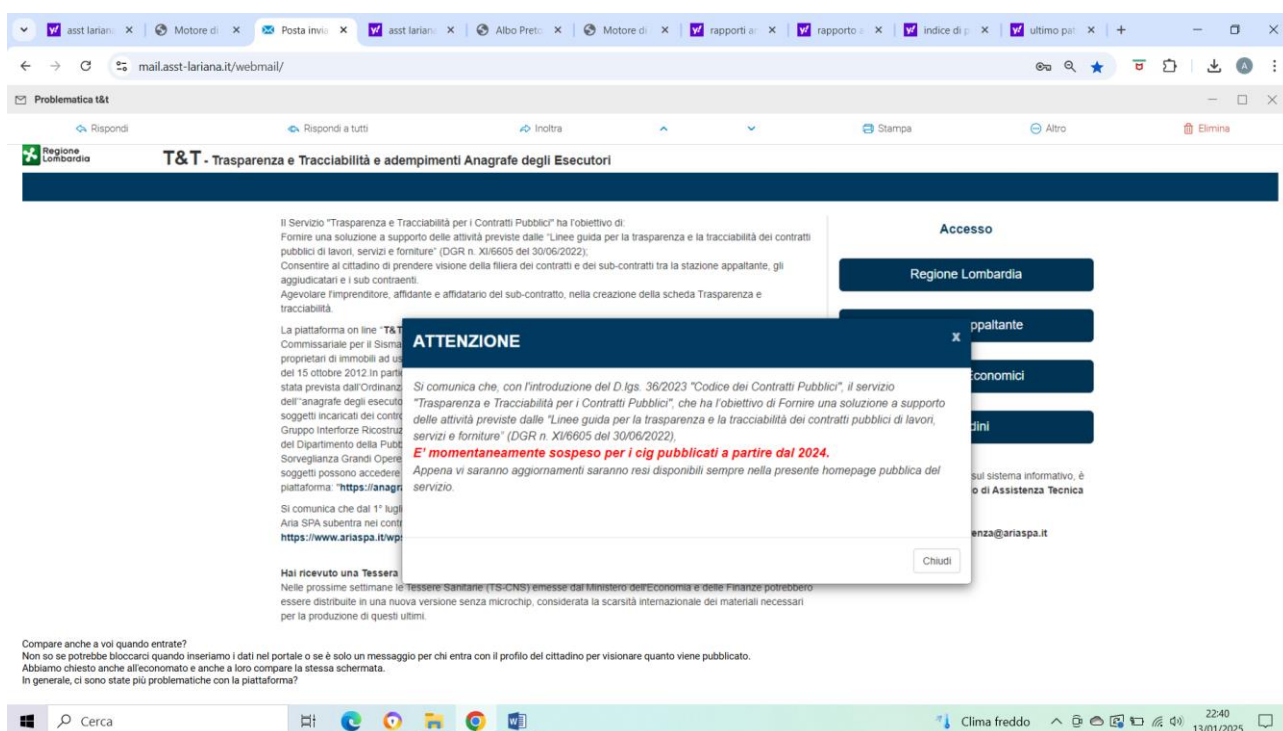 asst lariana
Motore di
Posta invia
asst lariana
Albo Preto
Motore di
rapporti a
rapporto a
indice di p
ultimo pat
mail.asst-lariana.it/webmail/
A
Problematica t&t
Rispondi
Rispondi a tutti
Inoltra
Stampa
Altro
Elimina
Regione
Lombardia
T&T - Trasparenza e Tracciabilità e adempimenti Anagrafe degli Esecutori
Il Servizio "Trasparenza e Tracciabilità per i Contratti Pubblici" ha l'obiettivo di:
Fornire una soluzione a supporto delle attività previste dalle "Linee guida per la trasparenza e la tracciabilità dei contratti
pubblici di lavori, servizi e forniture" (DGR n. XI/6605 del 30/06/2022);
Consentire al cittadino di prendere visione della filiera dei contratti e dei sub-contratti tra la stazione appaltante, gli
aggiudicatari e i sub contraenti.
Agevolare l'imprenditore, affidante e affidatario del sub-contratto, nella creazione della scheda Trasparenza e
tracciabilità.
La piattaforma on line "T&T
Commissariale per il Sisma
proprietari di immobili ad us
del 15 ottobre 2012.In parti
stata prevista dall'Ordinanz
dell'"anagrafe degli esecuto
soggetti incaricati dei contro
Gruppo Interforze Ricostruz
del Dipartimento della Pubb
Sorveglianza Grandi Opere
soggetti possono accedere
piattaforma: "https://anagra
Si comunica che dal 1° lugli
Aria SPA subentra nei contr
https://www.ariaspa.it/wps
Hai ricevuto una Tessera
Nelle prossime settimane le Tessere Sanitarie (TS-CNS) emesse dal Ministero dell'Economia e delle Finanze potrebbero
essere distribuite in una nuova versione senza microchip, considerata la scarsità internazionale dei materiali necessari
per la produzione di questi ultimi.
Accesso
Regione Lombardia
ppaltante
Economici
dini
sul sistema informativo, è
o di Assistenza Tecnica
enza@ariaspa.it
ATTENZIONE
x
Si comunica che, con l'introduzione del D.lgs. 36/2023 "Codice dei Contratti Pubblici", il servizio
"Trasparenza e Tracciabilità per i Contratti Pubblici", che ha l'obiettivo di Fornire una soluzione a supporto
delle attività previste dalle "Linee guida per la trasparenza e la tracciabilità dei contratti pubblici di lavori,
servizi e forniture" (DGR n. XI/6605 del 30/06/2022),
E' momentaneamente sospeso per i cig pubblicati a partire dal 2024.
Appena vi saranno aggiornamenti saranno resi disponibili sempre nella presente homepage pubblica del
servizio.
Chiudi
Compare anche a voi quando entrate?
Non so se potrebbe bloccarci quando inseriamo i dati nel portale o se è solo un messaggio per chi entra con il profilo del cittadino per visionare quanto viene pubblicato.
Abbiamo chiesto anche all'economato e anche a loro compare la stessa schermata.
In generale, ci sono state più problematiche con la piattaforma?
Cerca
Clima freddo
22:40
13/01/2025